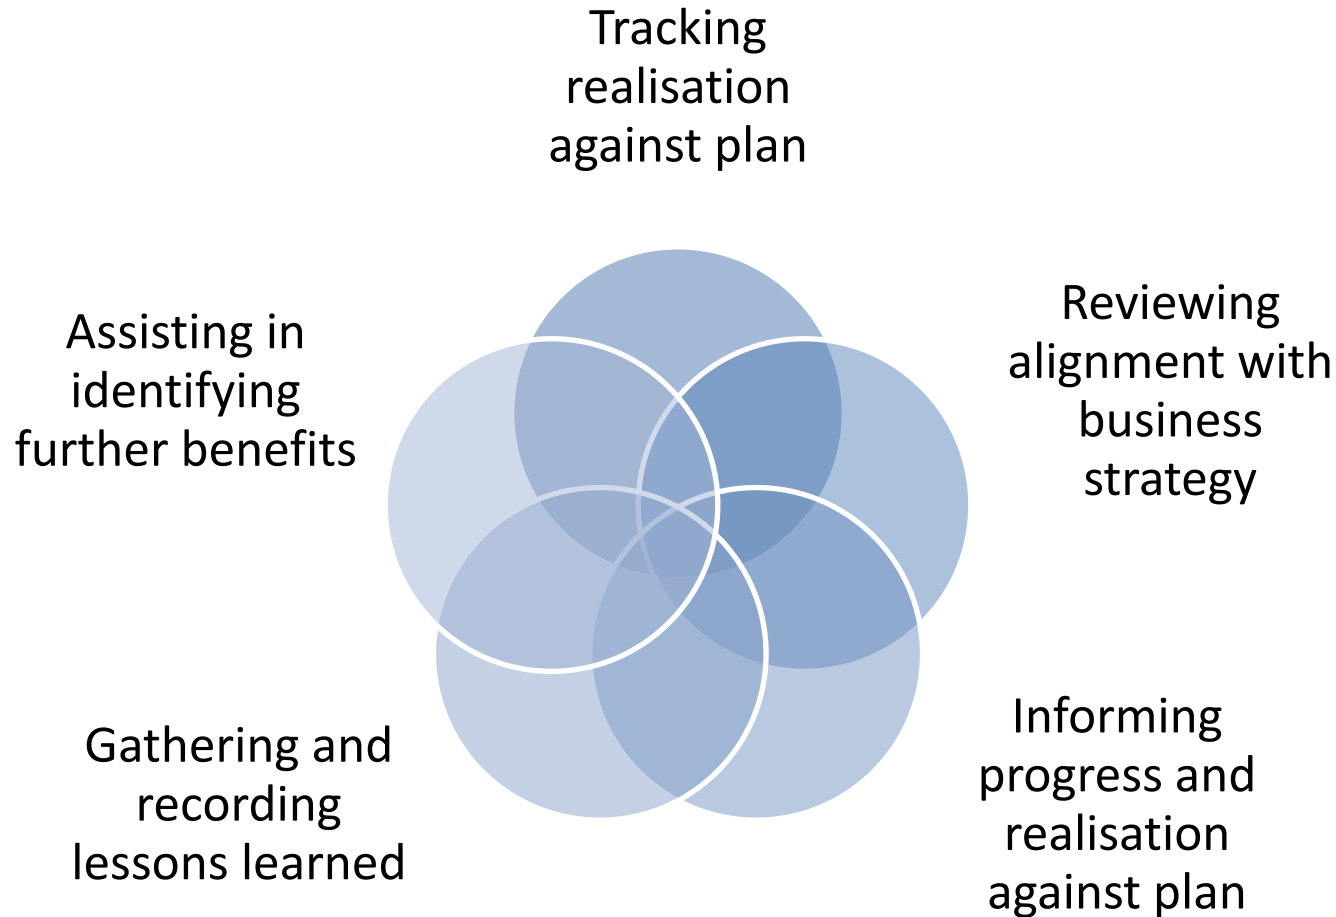 Tracking
realisation
against plan
Reviewing
alignment with
business
strategy
Informing
progress and
realisation
against plan
Gathering and
recording
lessons learned
Assisting in
identifying
further benefits